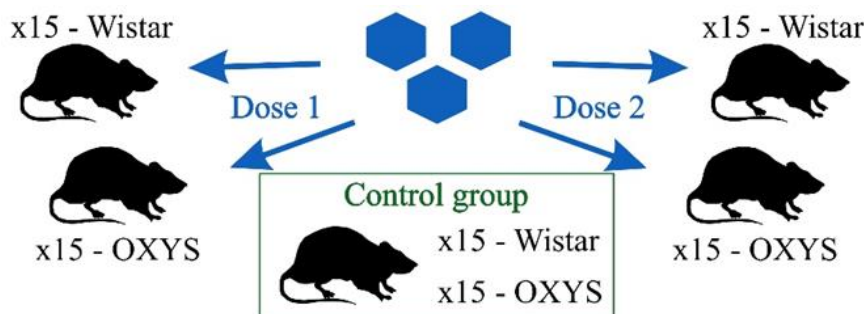 x15 - Wistar
x15 - Wistar
Dose 1
Dose 2
x15 - OXYS
x15 - OXYS
Control group
x15 - Wistar
x15 - OXYS